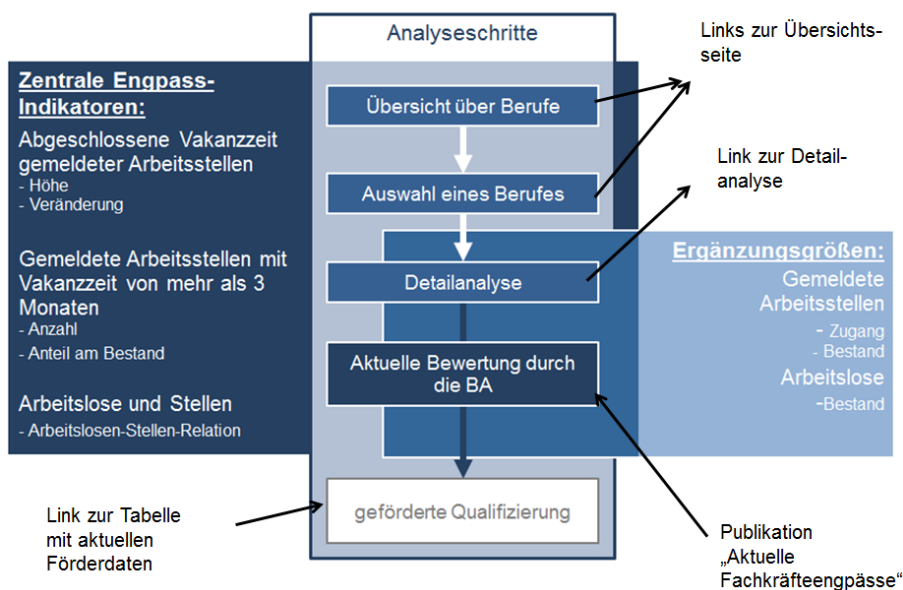 Analyseschritte
Zentrale Engpass-
Indikatoren:
Abgeschlossene Vakanzzeit
gemeldeter Arbeitsstellen
- Höhe
- Veränderung
Gemeldete Arbeitsstellen mit
Vakanzzeit von mehr als 3
Monaten
- Anzahl
- Anteil am Bestand
Arbeitslose und Stellen
- Arbeitslosen-Stellen-Relation
Übersicht über Berufe
Auswahl eines Berufes
Detailanalyse
Aktuelle Bewertung durch
die BA
geförderte Qualifizierung
Ergänzungsgrößen:
Gemeldete
Arbeitsstellen
- Zugang
- Bestand
Arbeitslose
-Bestand
Links zur Übersichts-
seite
Link zur Detail-
analyse
Link zur Tabelle
mit aktuellen
Förderdaten
Publikation
„Aktuelle
Fachkräfteengpässe“